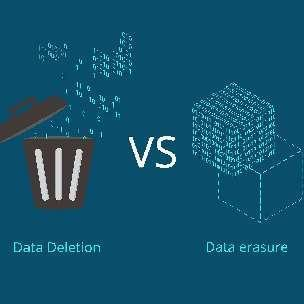 VS
Data Deletion
Data erasure